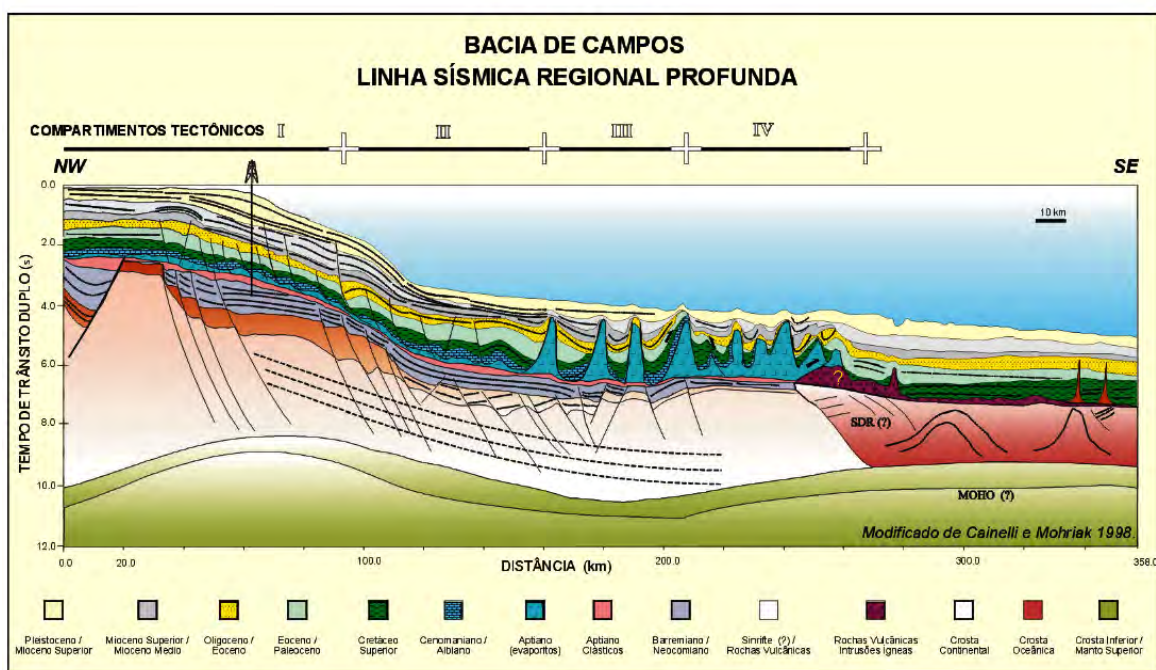 BACIA DE CAMPOS
LINHA SÍSMICA REGIONAL PROFUNDA
COMPARTIMENTOS TECTÔNICOS I II III IV
NW SE
10 km
TEMPO DE TRÂNSITO DUPLO (s)
0.0
2.0
4.0
6.0
8.0
10.0
12.0
?
SDR (?)
MOHO (?)
Modificado de Cainelli e Mohriak 1998.
0.0 20.0 100.0 200.0 300.0 358.0
DISTÂNCIA (km)
Pleistoceno / Mioceno Superior
Mioceno Superior / Mioceno Medio
Oligoceno / Eoceno
Eoceno / Paleoceno
Cretáceo Superior
Cenomaniano / Albiano
Aptiano (evaporitos)
Aptiano Clásticos
Barremiano / Neocomiano
Sinrifte (?) / Rochas Vulcânicas
Rochas Vulcânicas Intrusões Ígneas
Crosta Continental
Crosta Oceânica
Crosta Inferior / Manto Superior